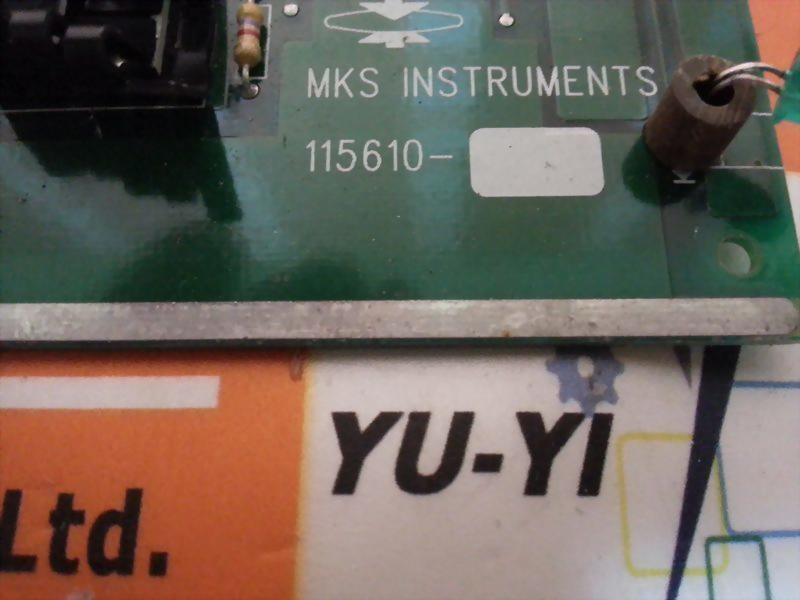 MKS INSTRUMENTS
115610-
YU-YI
Ltd.